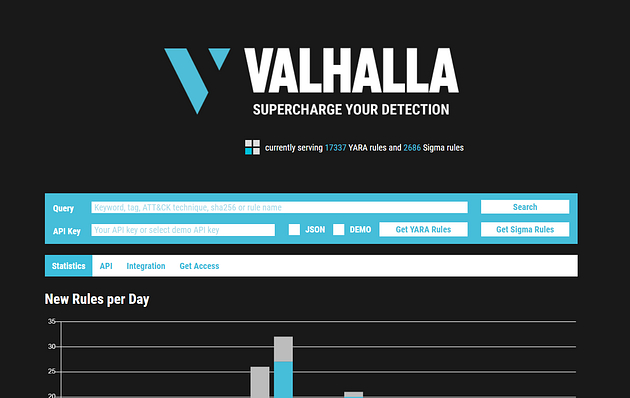 VALHALLA
SUPERCHARGE YOUR DETECTION
currently serving 17337 YARA rules and 2686 Sigma rules
Query Keyword, tag, ATT&CK technique, sha256 or rule name Search
API Key Your API key or select demo API key JSON DEMO Get YARA Rules Get Sigma Rules
Statistics API Integration Get Access
New Rules per Day
35
30
25
20